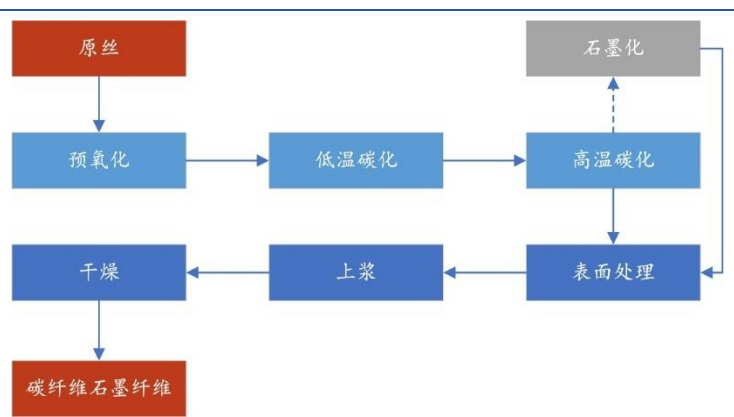 原丝
石墨化
预氧化
低温碳化
高温碳化
干燥
上浆
表面处理
碳纤维石墨纤维